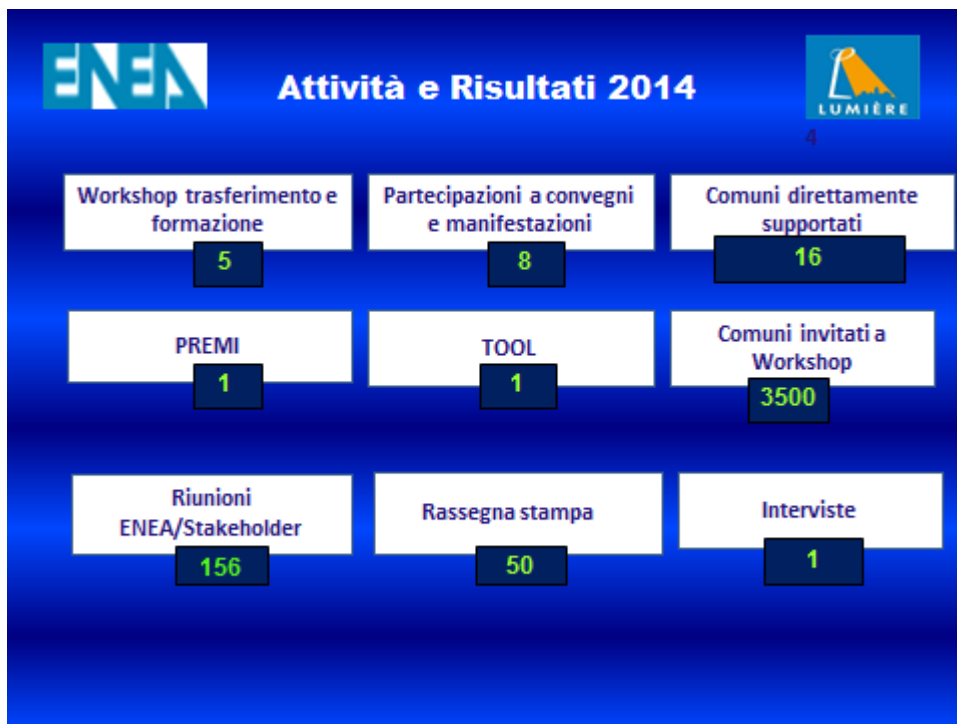 ENEA
Attività e Risultati 2014
LUMIÈRE
4
Workshop trasferimento e
formazione
5
Partecipazioni a convegni
e manifestazioni
8
Comuni direttamente
supportati
16
PREMI
1
TOOL
1
Comuni invitati a
Workshop
3500
Riunioni
ENEA/Stakeholder
156
Rassegna stampa
50
Interviste
1